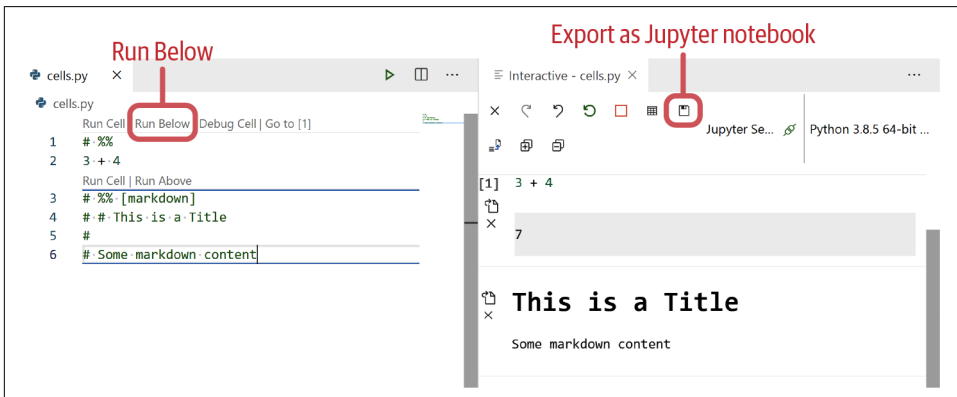 Run Below
Export as Jupyter notebook
cells.py ×
cells.py
Run Cell | Run Below | Debug Cell | Go to [1]
1 # %%
2 3 + 4
Run Cell | Run Above
3 # %% [markdown]
4 # # This is a Title
5 #
6 # Some markdown content
Interactive - cells.py ×
Jupyter Se... Python 3.8.5 64-bit ...
[1] 3 + 4
7
This is a Title
Some markdown content